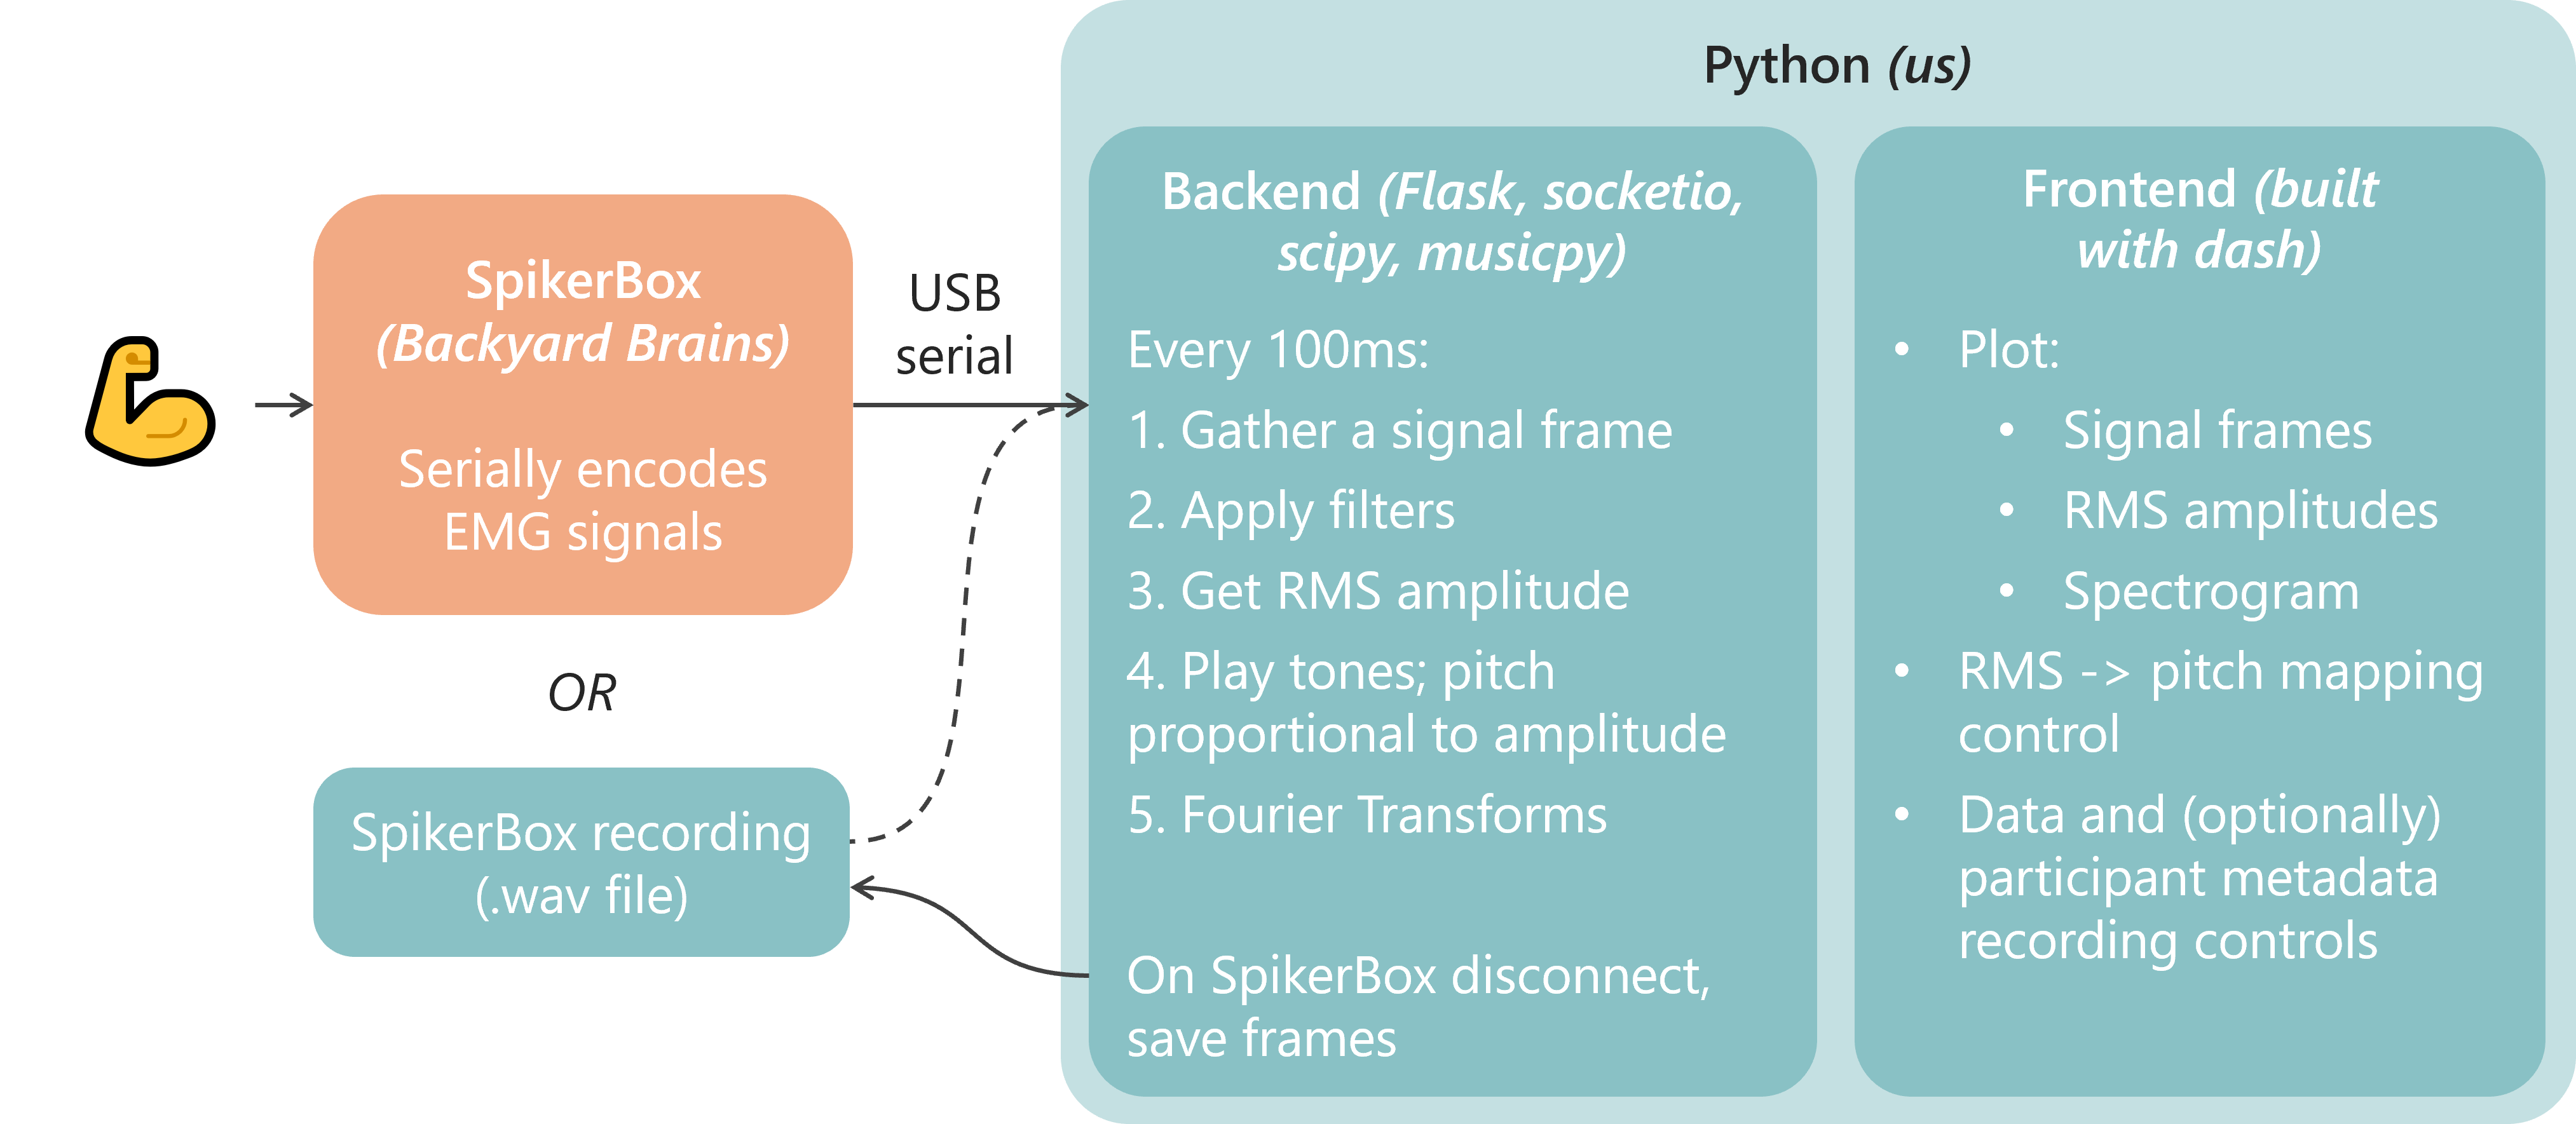 Python (us)
SpikerBox
(Backyard Brains)
Serially encodes
EMG signals
USB
serial
OR
SpikerBox recording
(.wav file)
Backend (Flask, socketio,
scipy, musicpy)
Every 100ms:
1. Gather a signal frame
2. Apply filters
3. Get RMS amplitude
4. Play tones; pitch
proportional to amplitude
5. Fourier Transforms
On SpikerBox disconnect,
save frames
Frontend (built
with dash)
• Plot:
• Signal frames
• RMS amplitudes
• Spectrogram
• RMS -> pitch mapping
control
• Data and (optionally)
participant metadata
recording controls